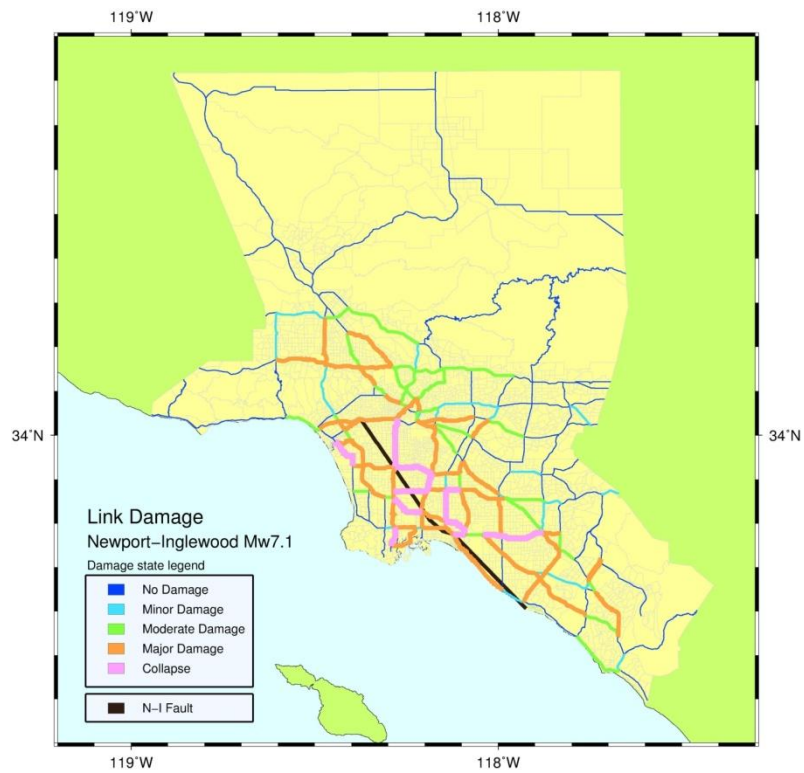 119°W
118°W
34°N
34°N
Link Damage
Newport-Inglewood Mw7.1
Damage state legend
No Damage
Minor Damage
Moderate Damage
Major Damage
Collapse
N-I Fault
119°W
118°W